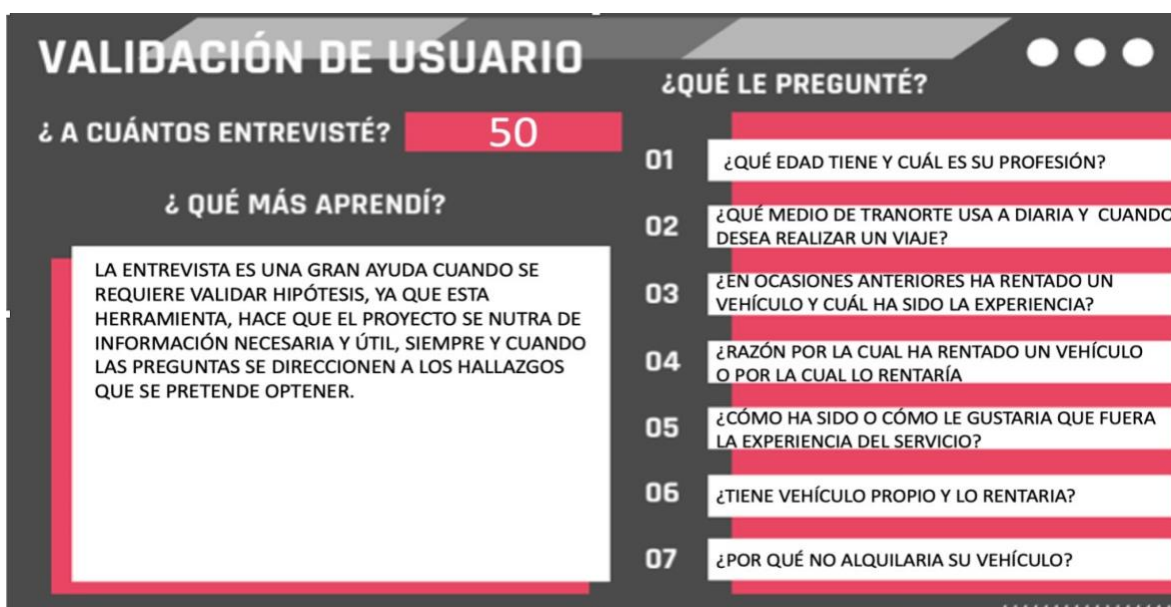 VALIDACIÓN DE USUARIO
¿ A CUÁNTOS ENTREVISTÉ?
50
¿ QUÉ MÁS APRENDÍ?
LA ENTREVISTA ES UNA GRAN AYUDA CUANDO SE
REQUIERE VALIDAR HIPÓTESIS, YA QUE ESTA
HERRAMIENTA, HACE QUE EL PROYECTO SE NUTRA DE
INFORMACIÓN NECESARIA Y ÚTIL, SIEMPRE Y CUANDO
LAS PREGUNTAS SE DIRECCIONEN A LOS HALLAZGOS
QUE SE PRETENDE OPTENER.
¿QUÉ LE PREGUNTÉ?
01
¿QUÉ EDAD TIENE Y CUÁL ES SU PROFESIÓN?
02
¿QUÉ MEDIO DE TRANORTE USA A DIARIA Y CUANDO
DESEA REALIZAR UN VIAJE?
03
¿EN OCASIONES ANTERIORES HA RENTADO UN
VEHÍCULO Y CUÁL HA SIDO LA EXPERIENCIA?
04
¿RAZÓN POR LA CUAL HA RENTADO UN VEHÍCULO
O POR LA CUAL LO RENTARÍA
05
¿CÓMO HA SIDO O CÓMO LE GUSTARIA QUE FUERA
LA EXPERIENCIA DEL SERVICIO?
06
¿TIENE VEHÍCULO PROPIO Y LO RENTARIA?
07
¿POR QUÉ NO ALQUILARIA SU VEHÍCULO?